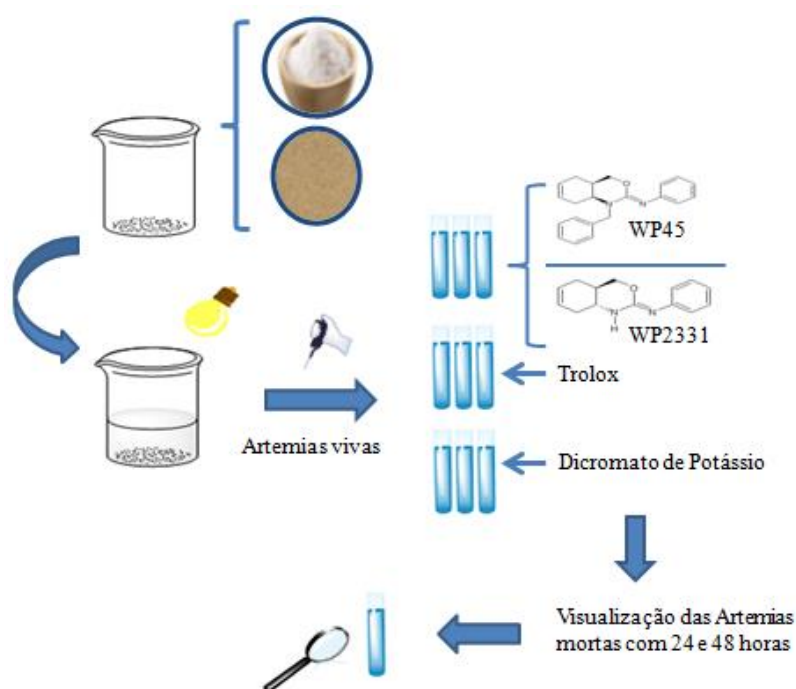 WP45
WP2331
Trolox
Artemias vivas
Dicromato de Potássio
Visualização das Artemias
mortas com 24 e 48 horas